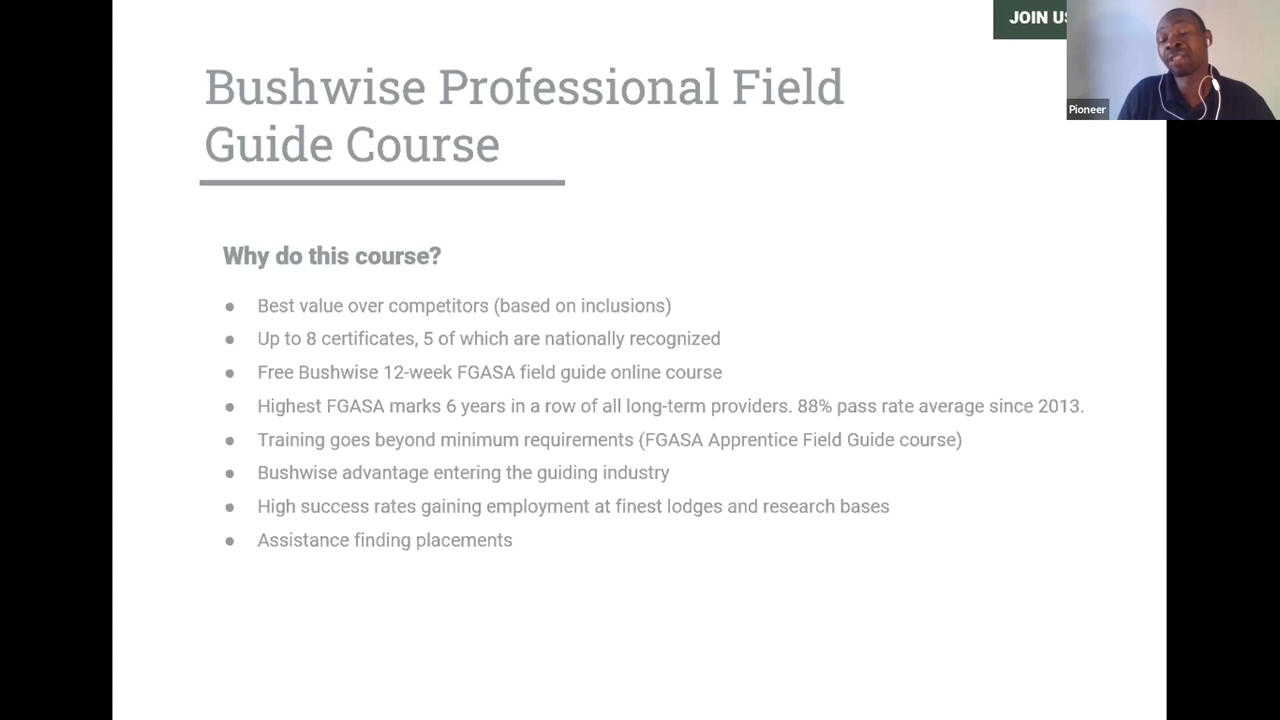 JOIN US
Pioneer
Bushwise Professional Field
Guide Course
Why do this course?
● Best value over competitors (based on inclusions)
● Up to 8 certificates, 5 of which are nationally recognized
● Free Bushwise 12-week FGASA field guide online course
● Highest FGASA marks 6 years in a row of all long-term providers. 88% pass rate average since 2013.
● Training goes beyond minimum requirements (FGASA Apprentice Field Guide course)
● Bushwise advantage entering the guiding industry
● High success rates gaining employment at finest lodges and research bases
● Assistance finding placements